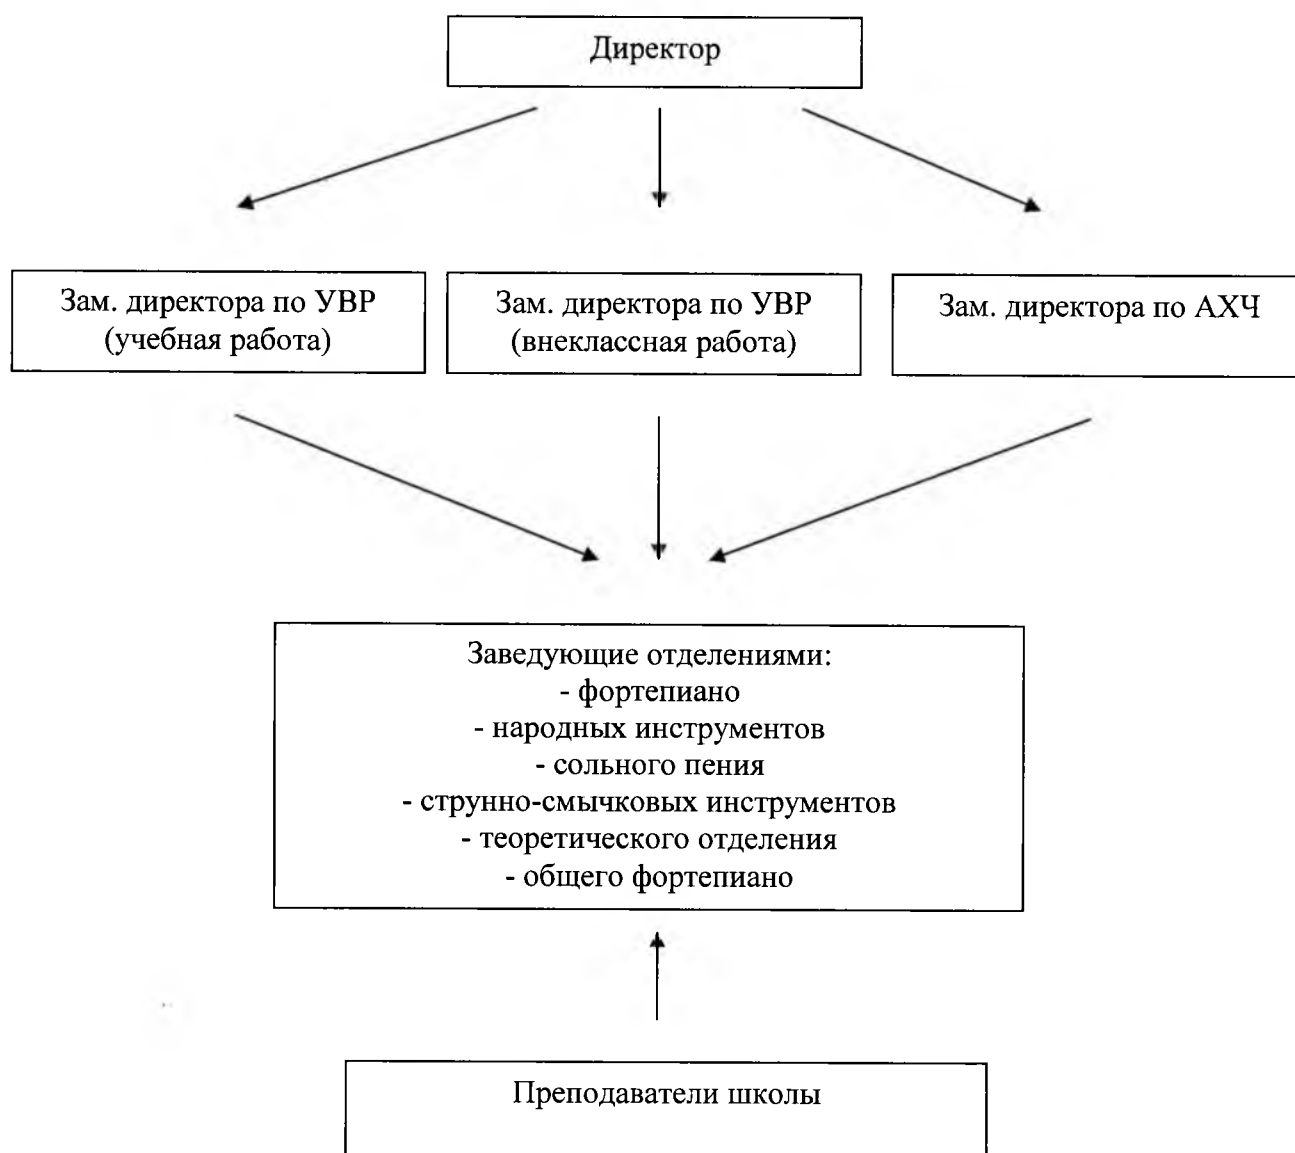 Директор
Зам. директора по УВР
(учебная работа)
Зам. директора по УВР
(внеклассная работа)
Зам. директора по АХЧ
Заведующие отделениями:
- фортепиано
- народных инструментов
- сольного пения
- струнно-смычковых инструментов
- теоретического отделения
- общего фортепиано
Преподаватели школы